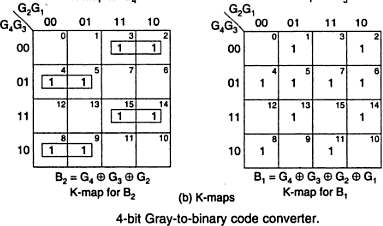 G₂G₁
G₄G₃ 00 01 11 10
0 1 3 2
00 1 1
4 5 7 6
01 1 1
12 13 15 14
11 1 1
8 9 11 10
10 1 1
B₂ = G₄ ⊕ G₃ ⊕ G₂
K-map for B₂
G₂G₁
G₄G₃ 00 01 11 10
0 1 3 2
00 1 1
4 5 7 6
01 1 1 1 1
12 13 15 14
11 1 1
8 9 11 10
10 1 1
B₁ = G₄ ⊕ G₃ ⊕ G₂ ⊕ G₁
K-map for B₁
(b) K-maps
4-bit Gray-to-binary code converter.